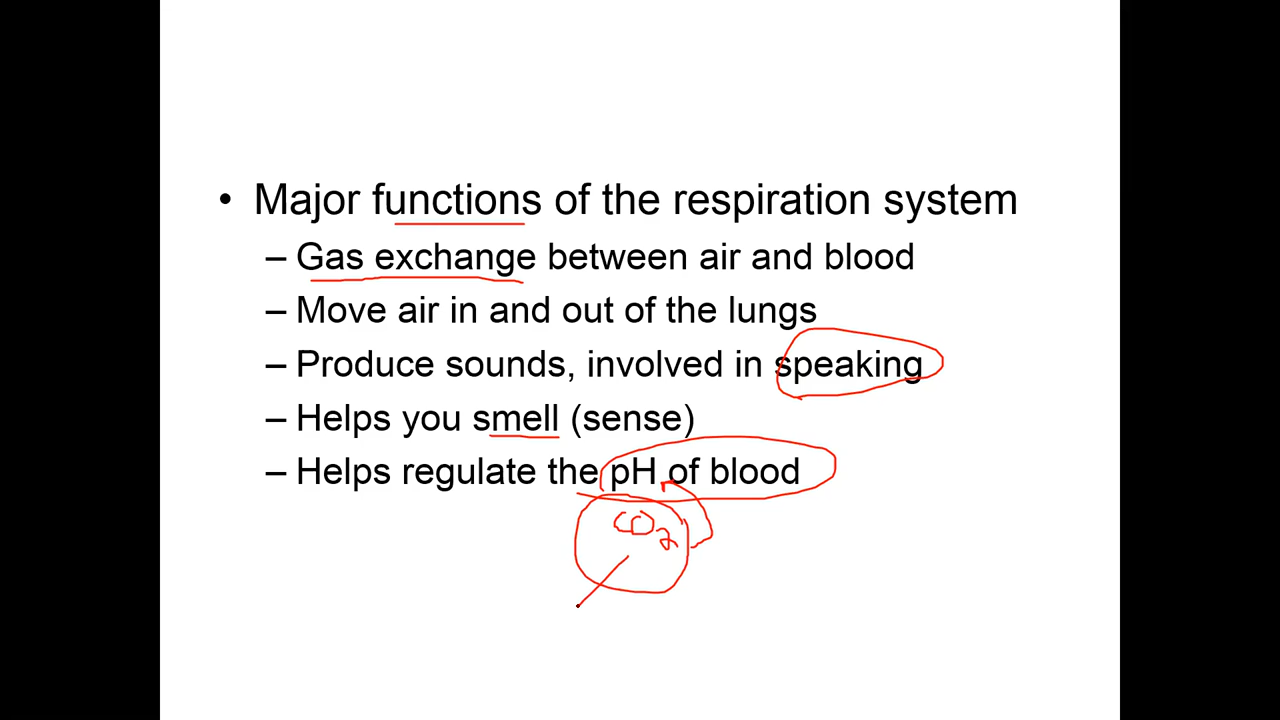 • Major functions of the respiration system
– Gas exchange between air and blood
– Move air in and out of the lungs
– Produce sounds, involved in speaking
– Helps you smell (sense)
– Helps regulate the pH of blood
CO2